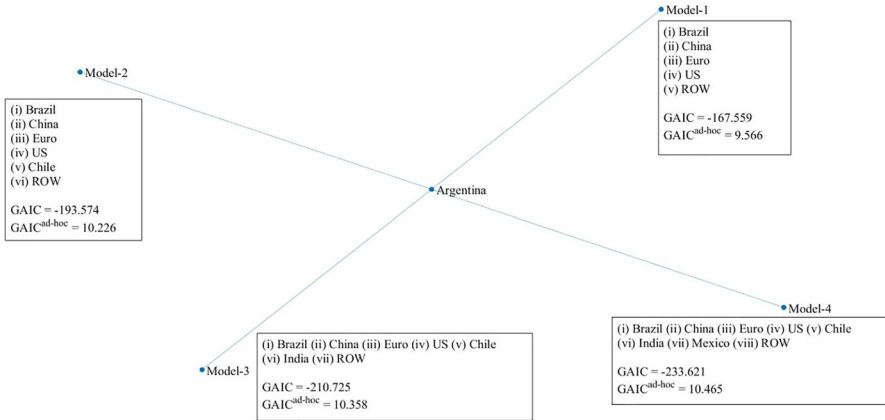 Model-1
(i) Brazil
(ii) China
(iii) Euro
(iv) US
(v) ROW
GAIC = -167.559
GAIC^ad-hoc = 9.566
Model-2
(i) Brazil
(ii) China
(iii) Euro
(iv) US
(v) Chile
(vi) ROW
GAIC = -193.574
GAIC^ad-hoc = 10.226
Argentina
Model-3
(i) Brazil (ii) China (iii) Euro (iv) US (v) Chile
(vi) India (vii) ROW
GAIC = -210.725
GAIC^ad-hoc = 10.358
Model-4
(i) Brazil (ii) China (iii) Euro (iv) US (v) Chile
(vi) India (vii) Mexico (viii) ROW
GAIC = -233.621
GAIC^ad-hoc = 10.465